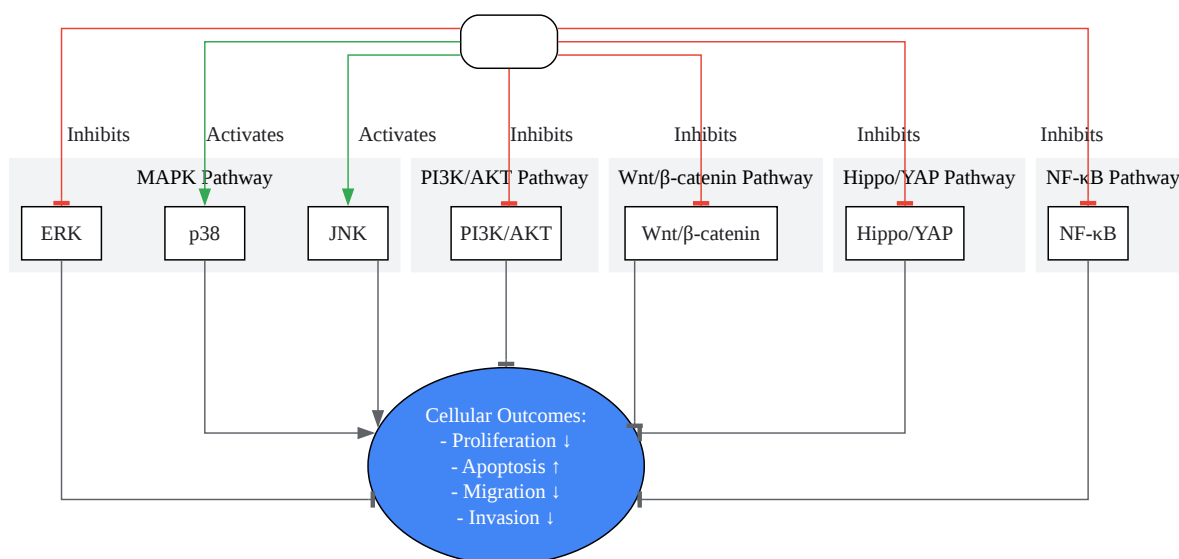 Inhibits
Activates
Activates
Inhibits
Inhibits
Inhibits
Inhibits
MAPK Pathway
PI3K/AKT Pathway
Wnt/β-catenin Pathway
Hippo/YAP Pathway
NF-κB Pathway
ERK
p38
JNK
PI3K/AKT
Wnt/β-catenin
Hippo/YAP
NF-κB
Cellular Outcomes:
- Proliferation ↓
- Apoptosis ↑
- Migration ↓
- Invasion ↓